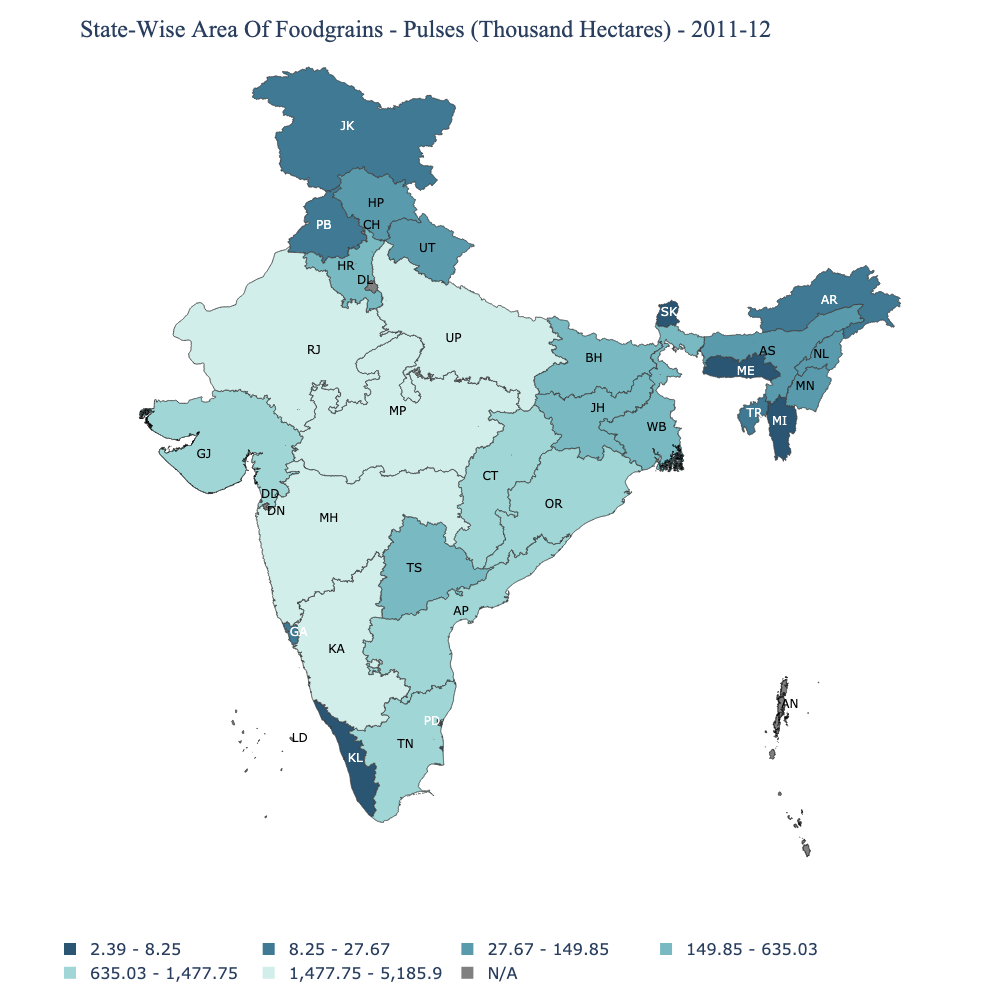 State-Wise Area Of Foodgrains - Pulses (Thousand Hectares) - 2011-12
JK
HP
PB
CH
UT
HR
DL
RJ
UP
SK
AR
BH
AS
NL
ME
MN
MP
JH
TR
MI
WB
GJ
CT
DD
DN
OR
MH
TS
AP
GA
KA
AN
PD
LD
TN
KL
2.39 - 8.25
8.25 - 27.67
27.67 - 149.85
149.85 - 635.03
635.03 - 1,477.75
1,477.75 - 5,185.9
N/A